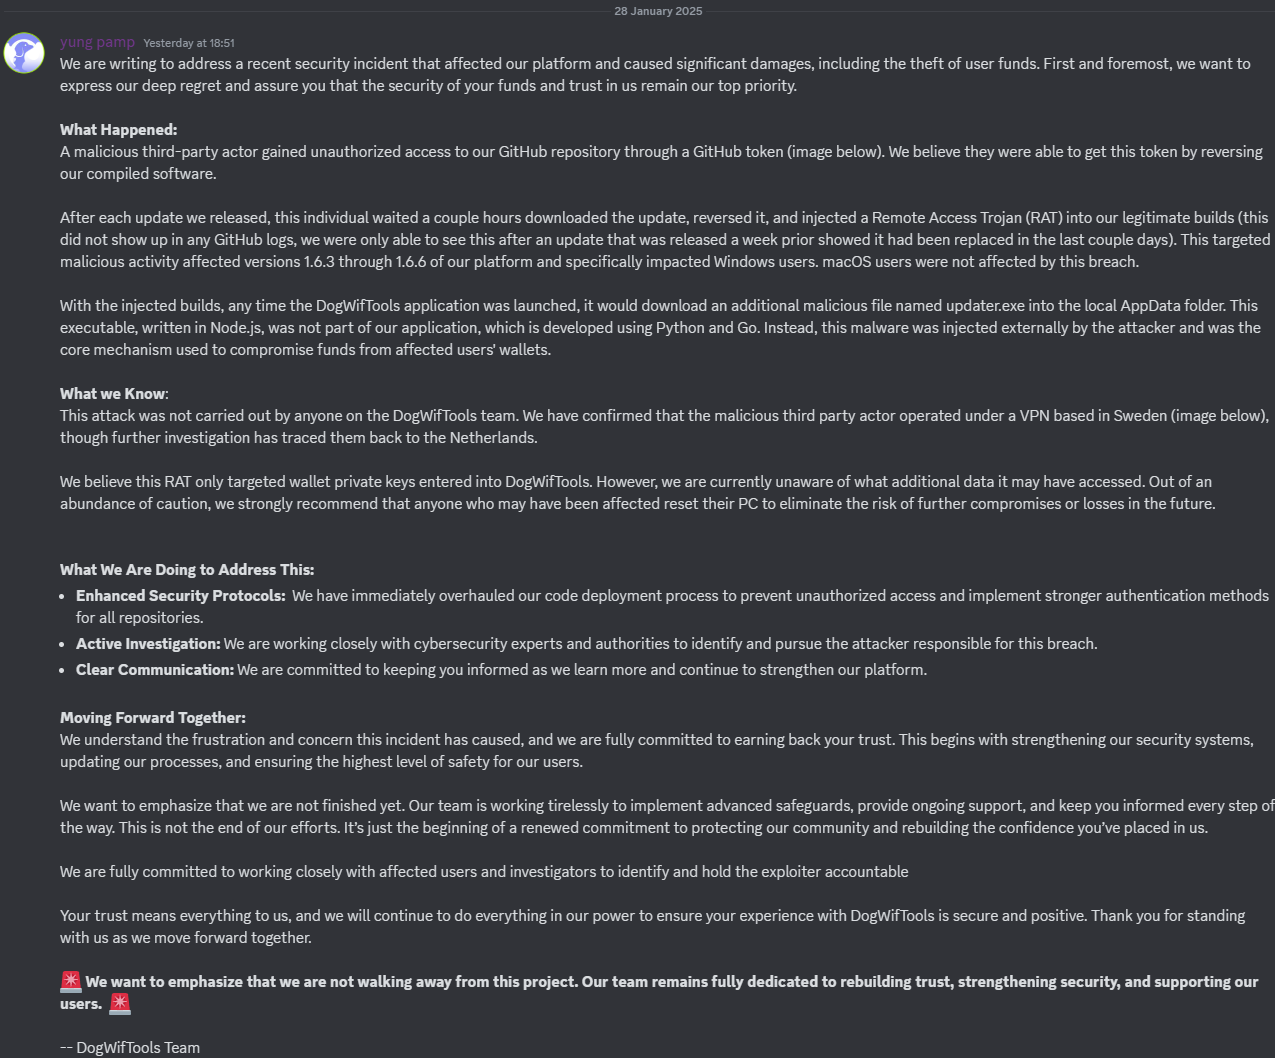 28 January 2025
yung pamp Yesterday at 18:51
We are writing to address a recent security incident that affected our platform and caused significant damages, including the theft of user funds. First and foremost, we want to
express our deep regret and assure you that the security of your funds and trust in us remain our top priority.
What Happened:
A malicious third-party actor gained unauthorized access to our GitHub repository through a GitHub token (image below). We believe they were able to get this token by reversing
our compiled software.
After each update we released, this individual waited a couple hours downloaded the update, reversed it, and injected a Remote Access Trojan (RAT) into our legitimate builds (this
did not show up in any GitHub logs, we were only able to see this after an update that was released a week prior showed it had been replaced in the last couple days). This targeted
malicious activity affected versions 1.6.3 through 1.6.6 of our platform and specifically impacted Windows users. macOS users were not affected by this breach.
With the injected builds, any time the DogWifTools application was launched, it would download an additional malicious file named updater.exe into the local AppData folder. This
executable, written in Node.js, was not part of our application, which is developed using Python and Go. Instead, this malware was injected externally by the attacker and was the
core mechanism used to compromise funds from affected users’ wallets.
What we Know:
This attack was not carried out by anyone on the DogWifTools team. We have confirmed that the malicious third party actor operated under a VPN based in Sweden (image below),
though further investigation has traced them back to the Netherlands.
We believe this RAT only targeted wallet private keys entered into DogWifTools. However, we are currently unaware of what additional data it may have accessed. Out of an
abundance of caution, we strongly recommend that anyone who may have been affected reset their PC to eliminate the risk of further compromises or losses in the future.
What We Are Doing to Address This:
• Enhanced Security Protocols: We have immediately overhauled our code deployment process to prevent unauthorized access and implement stronger authentication methods
for all repositories.
• Active Investigation: We are working closely with cybersecurity experts and authorities to identify and pursue the attacker responsible for this breach.
• Clear Communication: We are committed to keeping you informed as we learn more and continue to strengthen our platform.
Moving Forward Together:
We understand the frustration and concern this incident has caused, and we are fully committed to earning back your trust. This begins with strengthening our security systems,
updating our processes, and ensuring the highest level of safety for our users.
We want to emphasize that we are not finished yet. Our team is working tirelessly to implement advanced safeguards, provide ongoing support, and keep you informed every step of
the way. This is not the end of our efforts. It’s just the beginning of a renewed commitment to protecting our community and rebuilding the confidence you’ve placed in us.
We are fully committed to working closely with affected users and investigators to identify and hold the exploiter accountable
Your trust means everything to us, and we will continue to do everything in our power to ensure your experience with DogWifTools is secure and positive. Thank you for standing
with us as we move forward together.
🚨 We want to emphasize that we are not walking away from this project. Our team remains fully dedicated to rebuilding trust, strengthening security, and supporting our
users. 🚨
-- DogWifTools Team